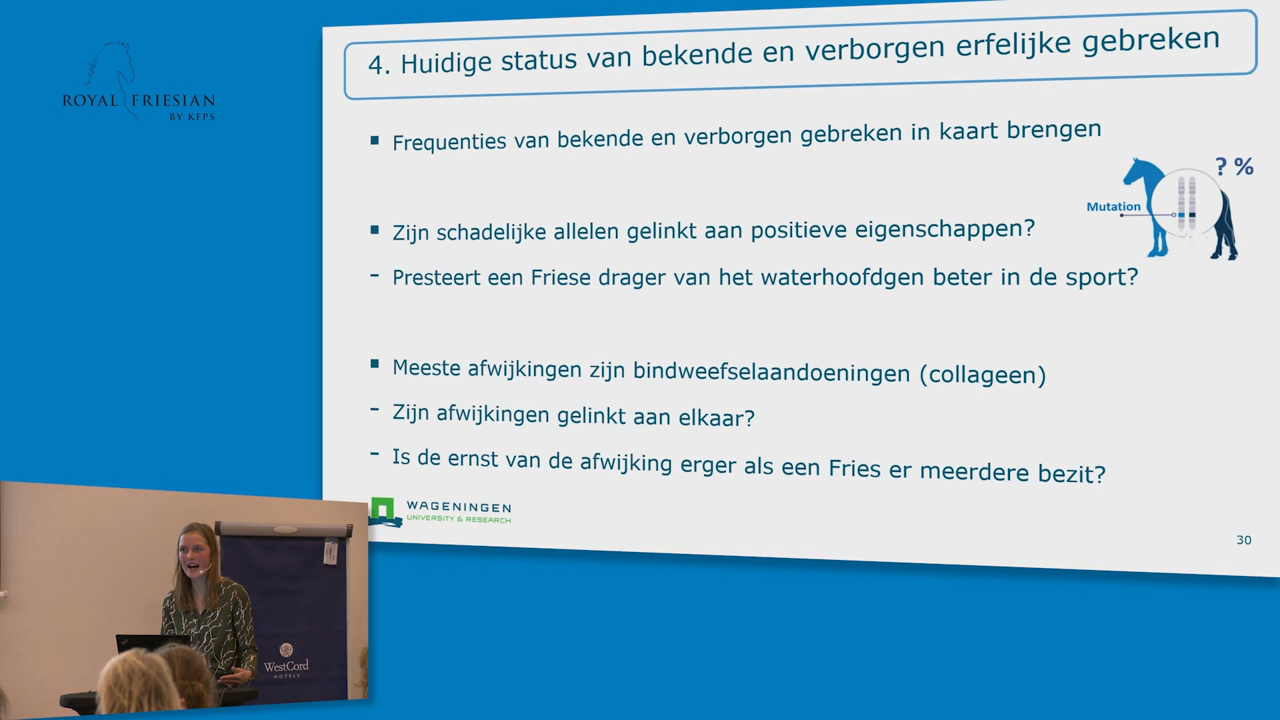 ROYAL FRIESIAN
BY KFPS
4. Huidige status van bekende en verborgen erfelijke gebreken
▪ Frequenties van bekende en verborgen gebreken in kaart brengen
? %
Mutation
▪ Zijn schadelijke allelen gelinkt aan positieve eigenschappen?
- Presteert een Friese drager van het waterhoofdgen beter in de sport?
▪ Meeste afwijkingen zijn bindweefselaandoeningen (collageen)
- Zijn afwijkingen gelinkt aan elkaar?
- Is de ernst van de afwijking erger als een Fries er meerdere bezit?
WAGENINGEN
UNIVERSITY & RESEARCH
30
WestCord
HOTELS